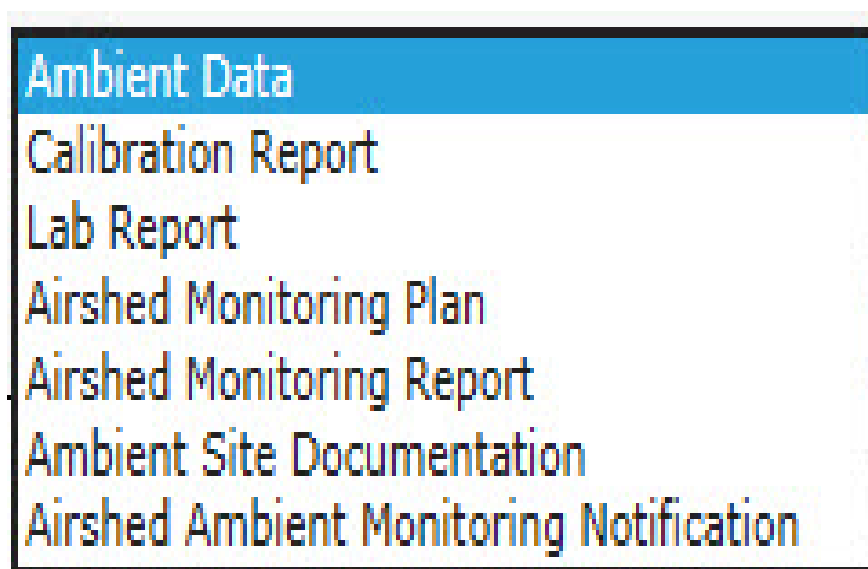 Ambient Data
Calibration Report
Lab Report
Airshed Monitoring Plan
Airshed Monitoring Report
Ambient Site Documentation
Airshed Ambient Monitoring Notification